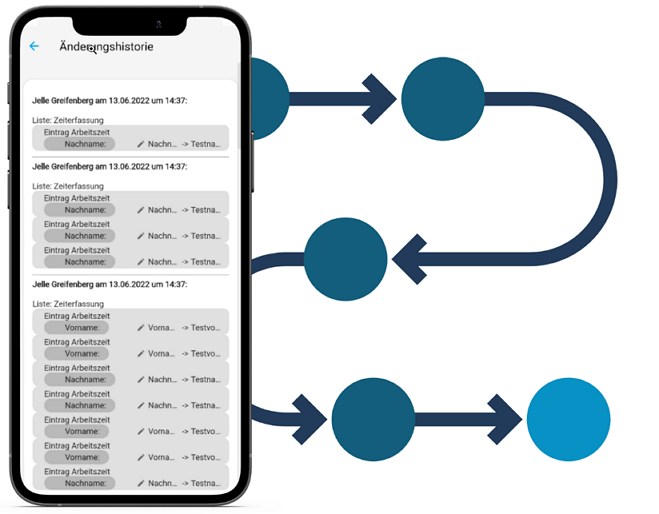 Änderungshistorie
Jelle Greifenberg am 13.06.2022 um 14:37:
Liste: Zeiterfassung
Eintrag Arbeitszeit
Nachname: Nachn... -> Testna...
Jelle Greifenberg am 13.06.2022 um 14:37:
Liste: Zeiterfassung
Eintrag Arbeitszeit
Nachname: Nachn... -> Testna...
Eintrag Arbeitszeit
Nachname: Nachn... -> Testna...
Eintrag Arbeitszeit
Nachname: Nachn... -> Testna...
Jelle Greifenberg am 13.06.2022 um 14:37:
Liste: Zeiterfassung
Eintrag Arbeitszeit
Vorname: Vorna... -> Testvo...
Eintrag Arbeitszeit
Vorname: Vorna... -> Testvo...
Eintrag Arbeitszeit
Nachname: Nachn... -> Testna...
Eintrag Arbeitszeit
Nachname: Nachn... -> Testna...
Eintrag Arbeitszeit
Vorname: Vorna... -> Testvo...
Eintrag Arbeitszeit
Vorname: Vorna... -> Testvo...
Eintrag Arbeitszeit
Nachname: Nachn... -> Testna...